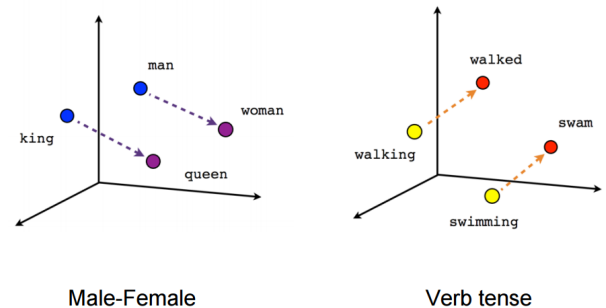 man
woman
king
queen
Male-Female
walked
swam
walking
swimming
Verb tense